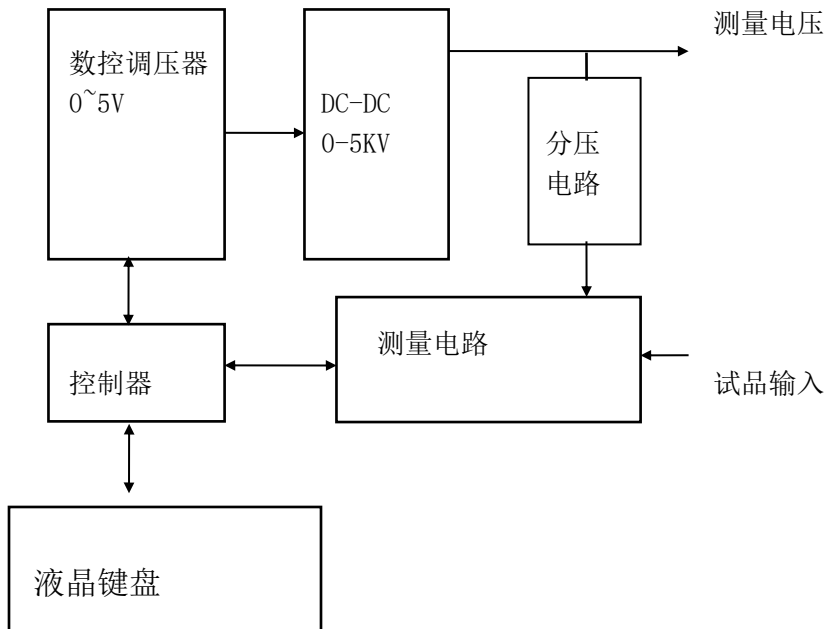 测量电压
数控调压器
0~5V
DC-DC
0-5KV
分压
电路
测量电路
控制器
试品输入
液晶键盘